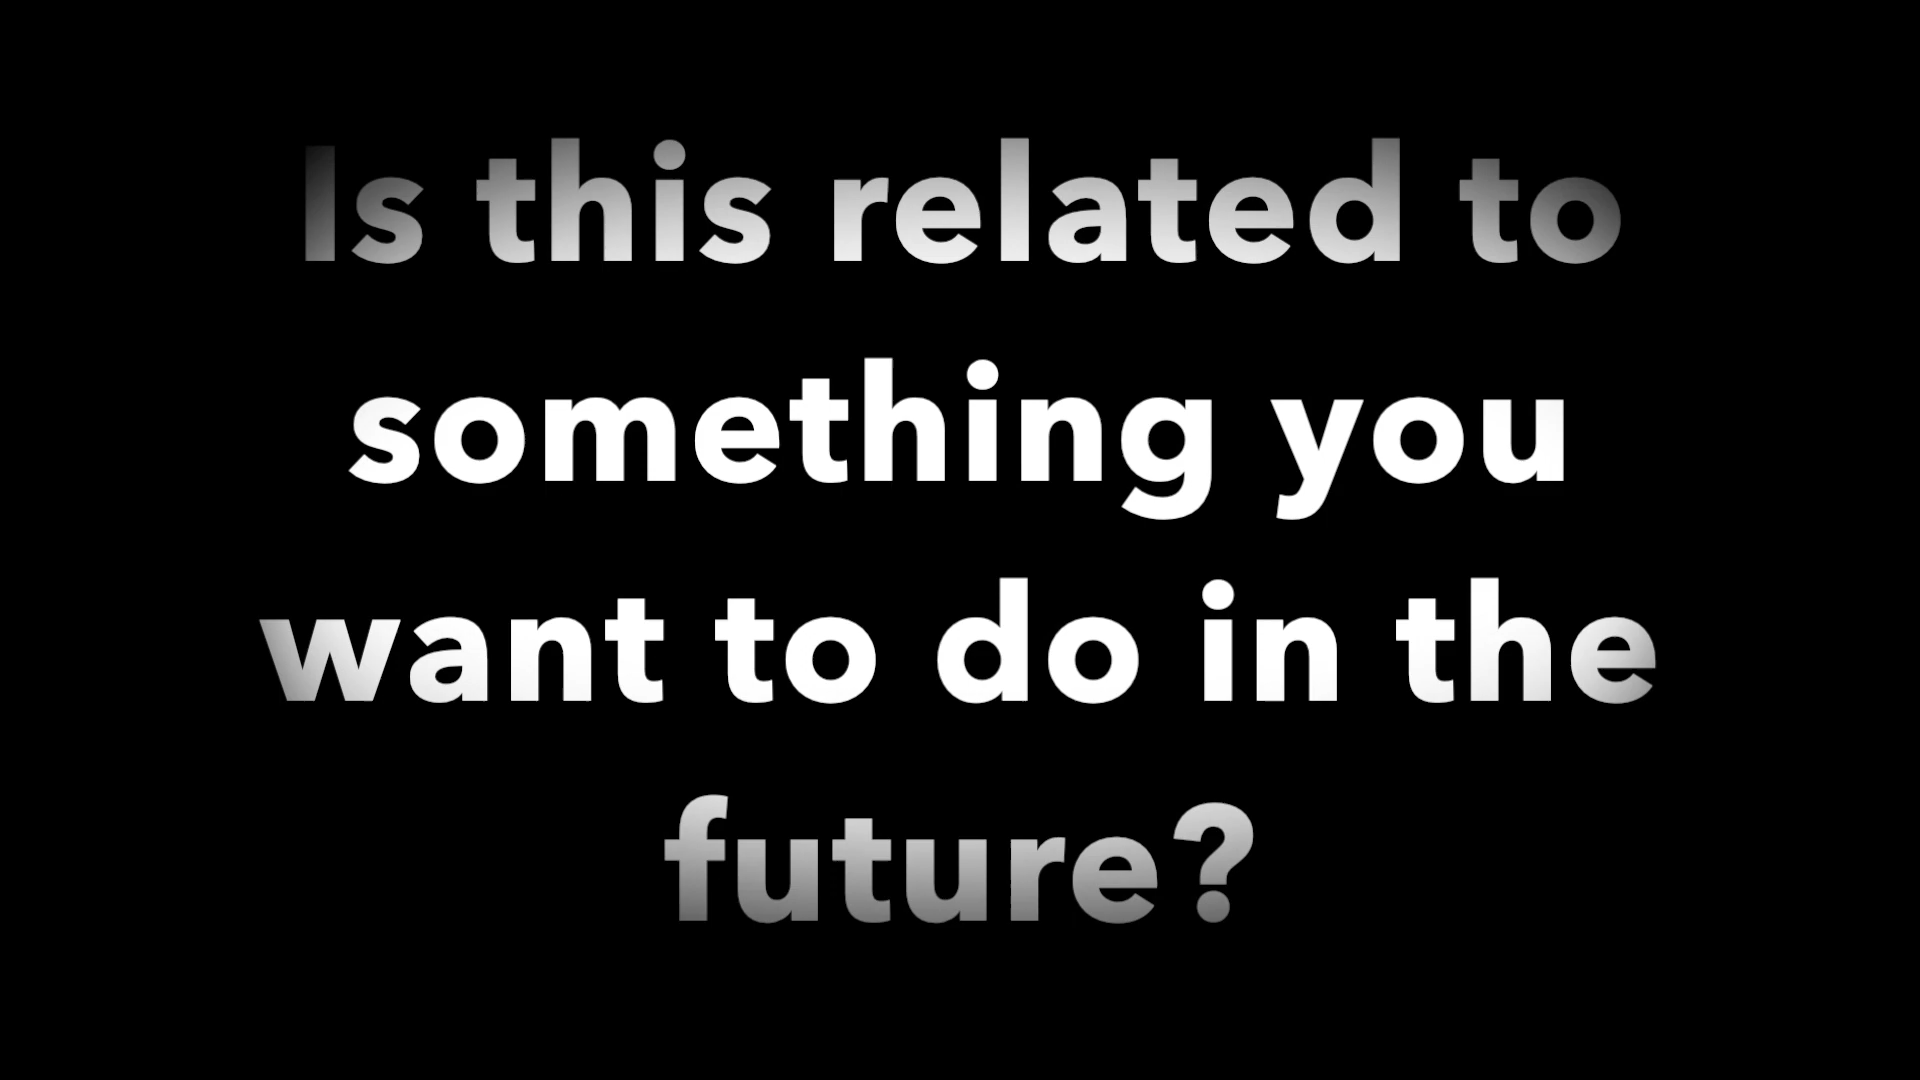 Is this related to
something you
want to do in the
future?